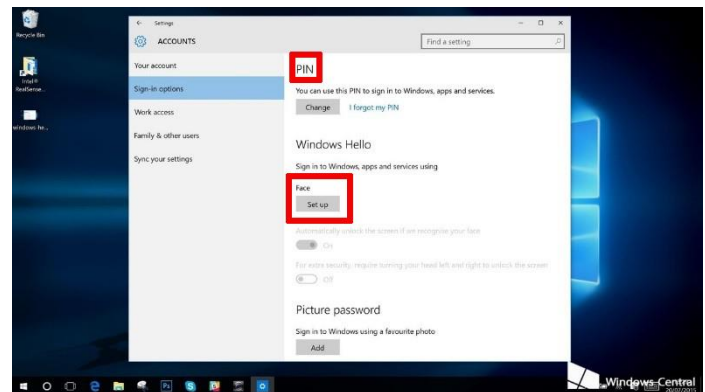 Recycle Bin
Intel®
RealSense...
windows he...
← Settings
ACCOUNTS
Find a setting
Your account
Sign-in options
Work access
Family & other users
Sync your settings
PIN
You can use this PIN to sign in to Windows, apps and services.
Change I forgot my PIN
Windows Hello
Sign in to Windows, apps and services using
Face
Set up
Automatically unlock the screen if we recognise your face
On
For extra security, require turning your head left and right to unlock the screen
Off
Picture password
Sign in to Windows using a favourite photo
Add
Windows Central
20/07/2015